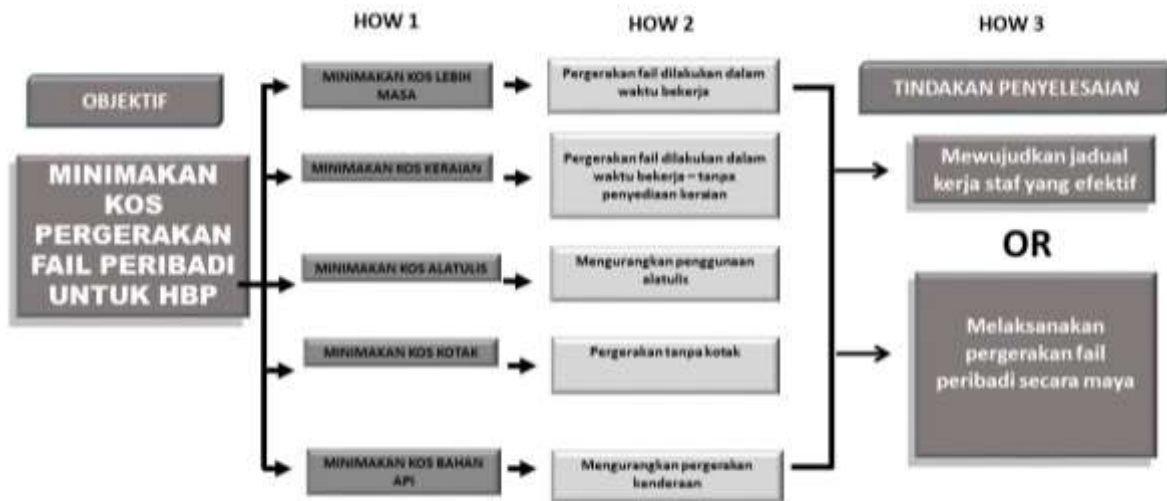 HOW 1
HOW 2
HOW 3
OBJEKTIF
MINIMAKAN
KOS
PERGERAKAN
FAIL PERIBADI
UNTUK HBP
MINIMAKAN KOS LEBIH
MASA
MINIMAKAN KOS KERAIAN
MINIMAKAN KOS ALATULIS
MINIMAKAN KOS KOTAK
MINIMAKAN KOS BAHAN
API
Pergerakan fail dilakukan dalam
waktu bekerja
Pergerakan fail dilakukan dalam
waktu bekerja – tanpa
penyediaan keraian
Mengurangkan penggunaan
alatulis
Pergerakan tanpa kotak
Mengurangkan pergerakan
kenderaan
TINDAKAN PENYELESAIAN
Mewujudkan jadual
kerja staf yang efektif
OR
Melaksanakan
pergerakan fail
peribadi secara maya